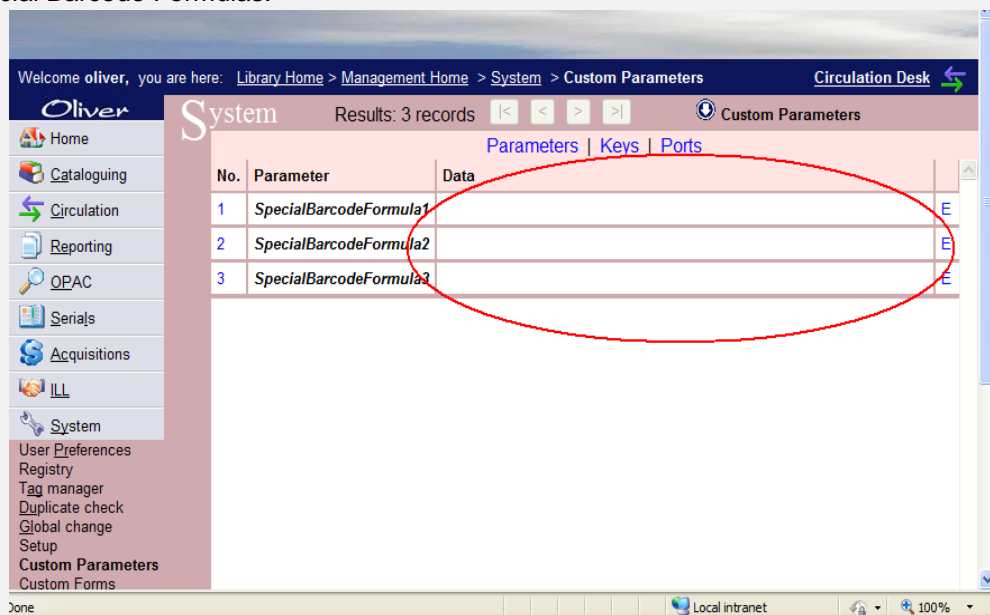 cial Barcode Formulas.
Welcome oliver, you are here: Library Home > Management Home > System > Custom Parameters Circulation Desk
Oliver
System Results: 3 records |< < > >| Custom Parameters
Parameters | Keys | Ports
Home
Cataloguing
Circulation
Reporting
OPAC
Serials
Acquisitions
ILL
System
User Preferences
Registry
Tag manager
Duplicate check
Global change
Setup
Custom Parameters
Custom Forms
No. Parameter Data
1 SpecialBarcodeFormula1 E
2 SpecialBarcodeFormula2 E
3 SpecialBarcodeFormula3 E
Done Local intranet 100%